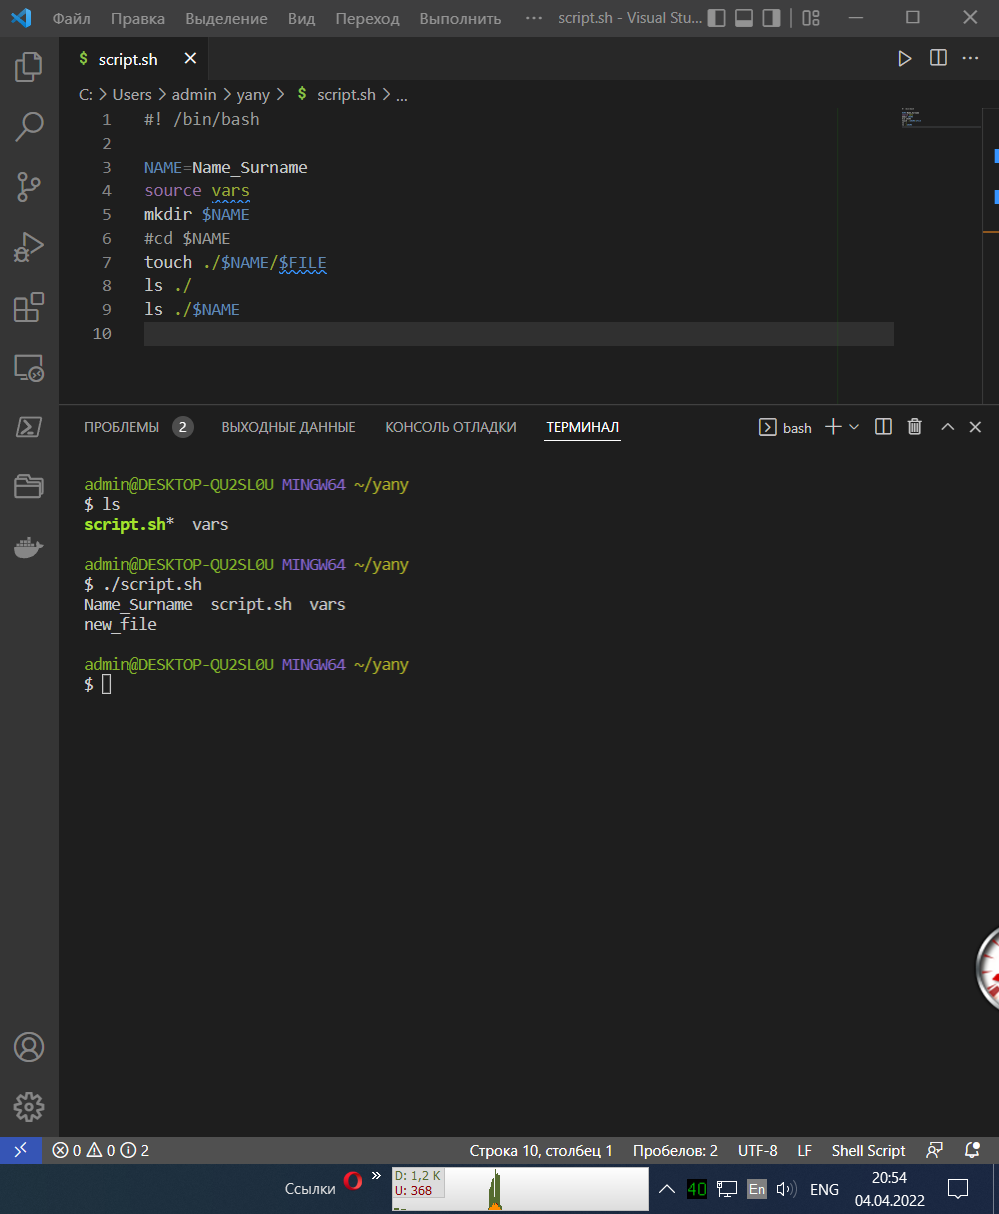 Файл Правка Выделение Вид Переход Выполнить ··· script.sh - Visual Stu...
$ script.sh
C: > Users > admin > yany > $ script.sh > ...
1 #! /bin/bash
2
3 NAME=Name_Surname
4 source vars
5 mkdir $NAME
6 #cd $NAME
7 touch ./$NAME/$FILE
8 ls ./
9 ls ./$NAME
10
ПРОБЛЕМЫ 2 ВЫХОДНЫЕ ДАННЫЕ КОНСОЛЬ ОТЛАДКИ ТЕРМИНАЛ bash
admin@DESKTOP-QU2SL0U MINGW64 ~/yany
$ ls
script.sh* vars
admin@DESKTOP-QU2SL0U MINGW64 ~/yany
$ ./script.sh
Name_Surname script.sh vars
new_file
admin@DESKTOP-QU2SL0U MINGW64 ~/yany
$
0 0 2 Строка 10, столбец 1 Пробелов: 2 UTF-8 LF Shell Script
Ссылки » D: 1,2 K 40 En ENG 20:54
U: 368 04.04.2022